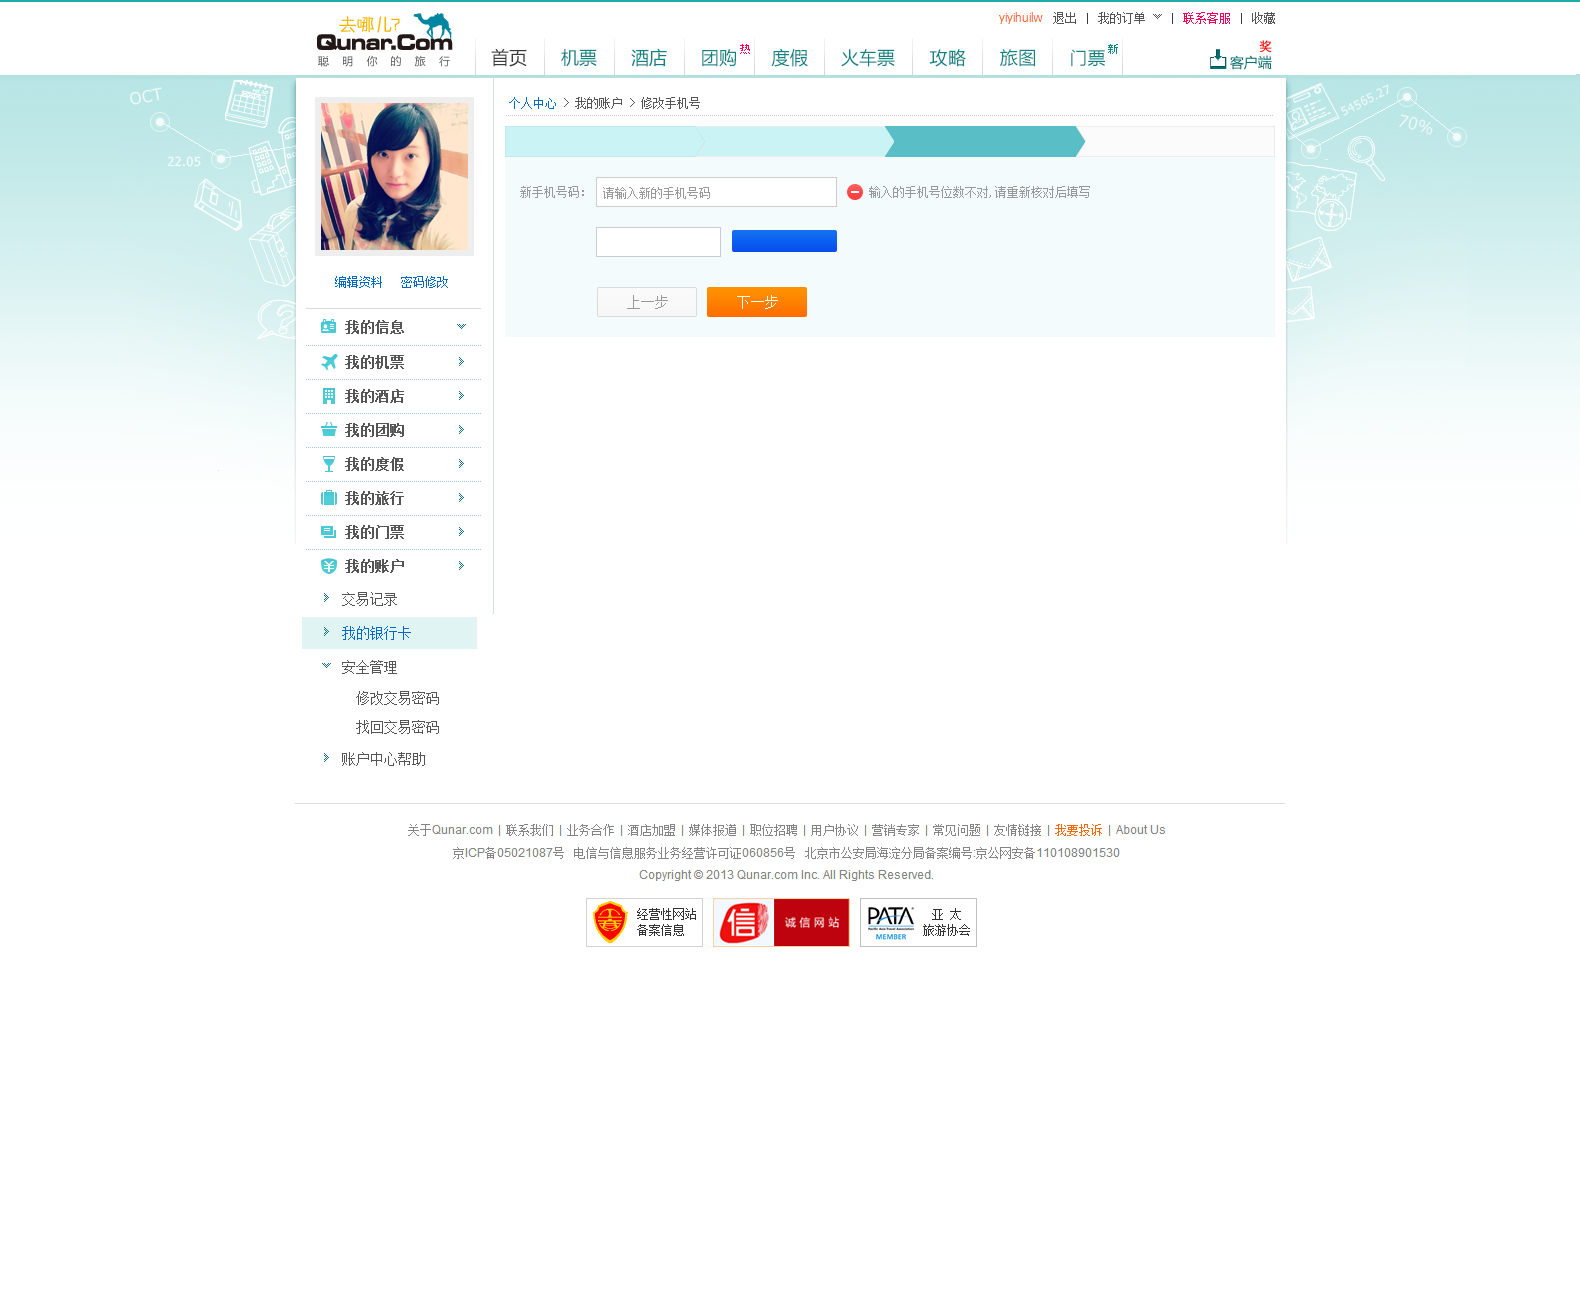 yiyihuilw 退出 | 我的订单 | 联系客服 | 收藏
去哪儿?
Qunar.Com
聪明你的旅行
首页 机票 酒店 团购 热 度假 火车票 攻略 旅图 门票 新
奖
客户端
OCT
22.05
54565.27
70%
个人中心 > 我的账户 > 修改手机号
新手机号码: 请输入新的手机号码 输入的手机号位数不对, 请重新核对后填写
上一步 下一步
编辑资料 密码修改
我的信息
我的机票
我的酒店
我的团购
我的度假
我的旅行
我的门票
我的账户
交易记录
我的银行卡
安全管理
修改交易密码
找回交易密码
账户中心帮助
关于Qunar.com | 联系我们 | 业务合作 | 酒店加盟 | 媒体报道 | 职位招聘 | 用户协议 | 营销专家 | 常见问题 | 友情链接 | 我要投诉 | About Us
京ICP备05021087号 电信与信息服务业务经营许可证060856号 北京市公安局海淀分局备案编号:京公网安备110108901530
Copyright © 2013 Qunar.com Inc. All Rights Reserved.
经营性网站
备案信息
信 诚信网站
PATA
MEMBER
亚太
旅游协会